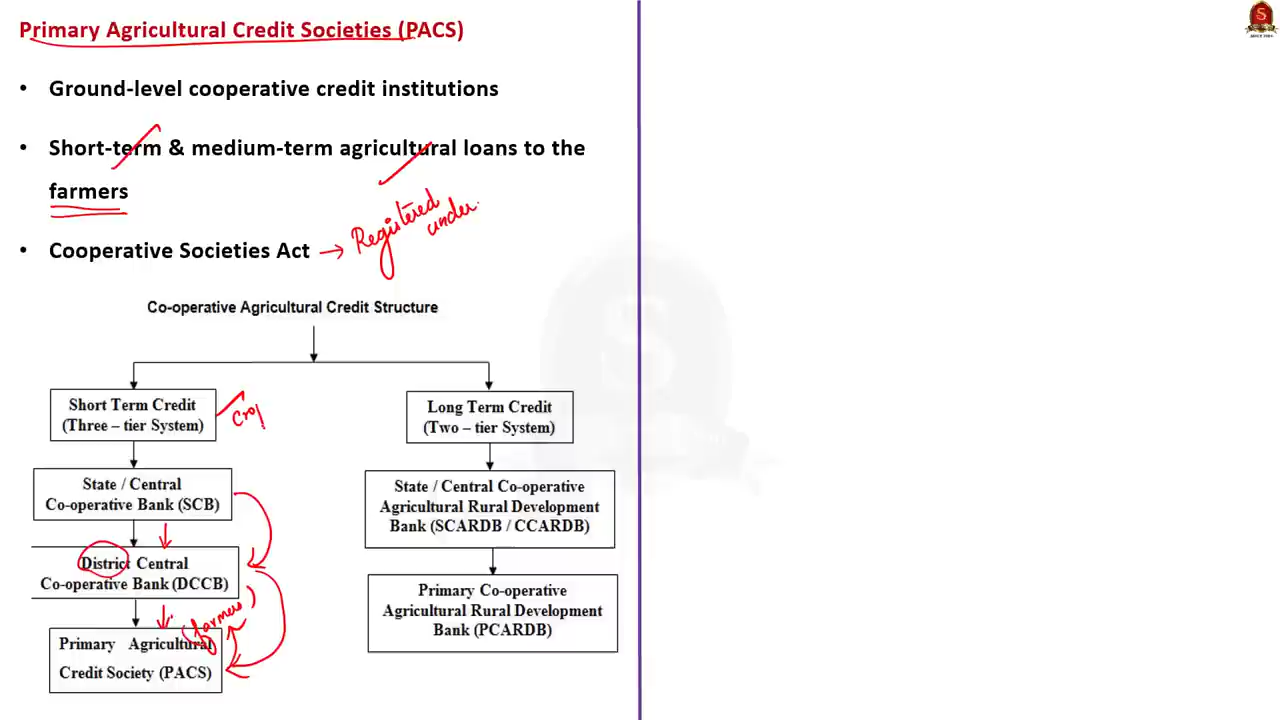 Primary Agricultural Credit Societies (PACS)
• Ground-level cooperative credit institutions
• Short-term & medium-term agricultural loans to the
farmers
• Cooperative Societies Act → Registered
under
Co-operative Agricultural Credit Structure
Short Term Credit
(Three – tier System)
Long Term Credit
(Two – tier System)
State / Central
Co-operative Bank (SCB)
State / Central Co-operative
Agricultural Rural Development
Bank (SCARDB / CCARDB)
District Central
Co-operative Bank (DCCB)
(farmers)
Primary Agricultural
Credit Society (PACS)
Primary Co-operative
Agricultural Rural Development
Bank (PCARDB)